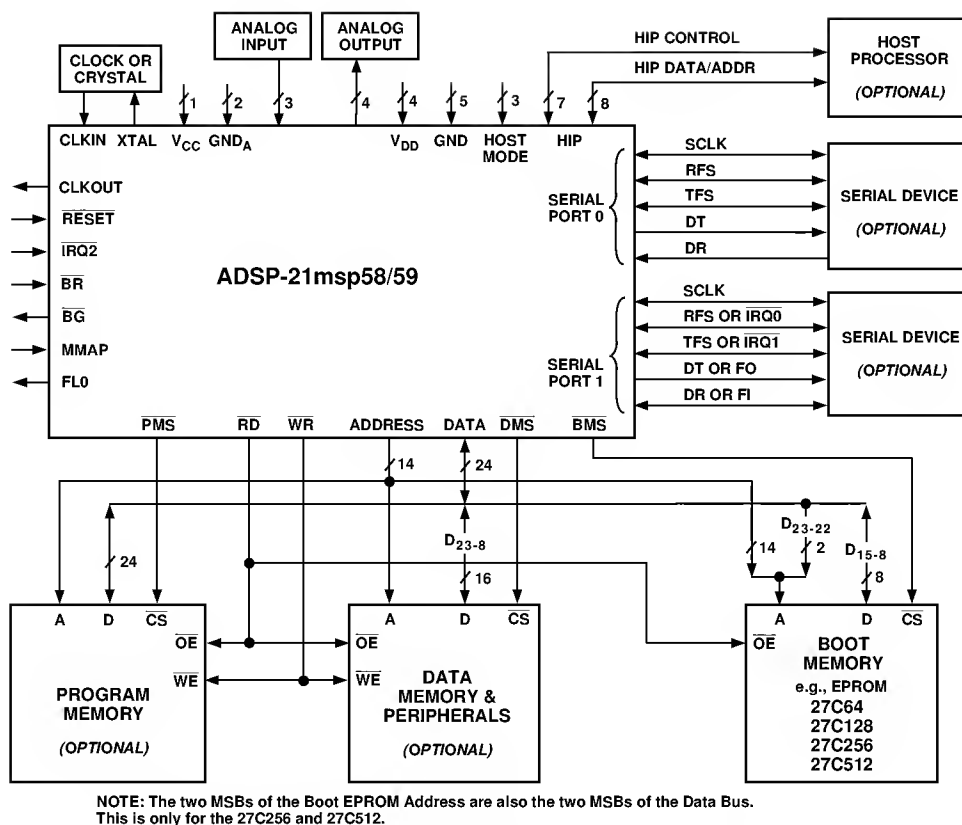 ANALOG INPUT
ANALOG OUTPUT
CLOCK OR CRYSTAL
HIP CONTROL
HIP DATA/ADDR
HOST PROCESSOR
(OPTIONAL)
1
2
3
4
4
5
3
7
8
CLKIN
XTAL
VCC
GNDA
VDD
GND
HOST MODE
HIP
CLKOUT
RESET
IRQ2
BR
BG
MMAP
FL0
ADSP-21msp58/59
SERIAL PORT 0
SCLK
RFS
TFS
DT
DR
SERIAL DEVICE
(OPTIONAL)
SERIAL PORT 1
SCLK
RFS OR IRQ0
TFS OR IRQ1
DT OR FO
DR OR FI
SERIAL DEVICE
(OPTIONAL)
PMS
RD
WR
ADDRESS
DATA
DMS
BMS
14
24
24
D23-8
16
14
D23-22
2
D15-8
8
A
D
CS
OE
WE
PROGRAM MEMORY
(OPTIONAL)
A
D
CS
OE
WE
DATA MEMORY & PERIPHERALS
(OPTIONAL)
A
D
CS
OE
BOOT MEMORY
e.g., EPROM
27C64
27C128
27C256
27C512
NOTE: The two MSBs of the Boot EPROM Address are also the two MSBs of the Data Bus.
This is only for the 27C256 and 27C512.